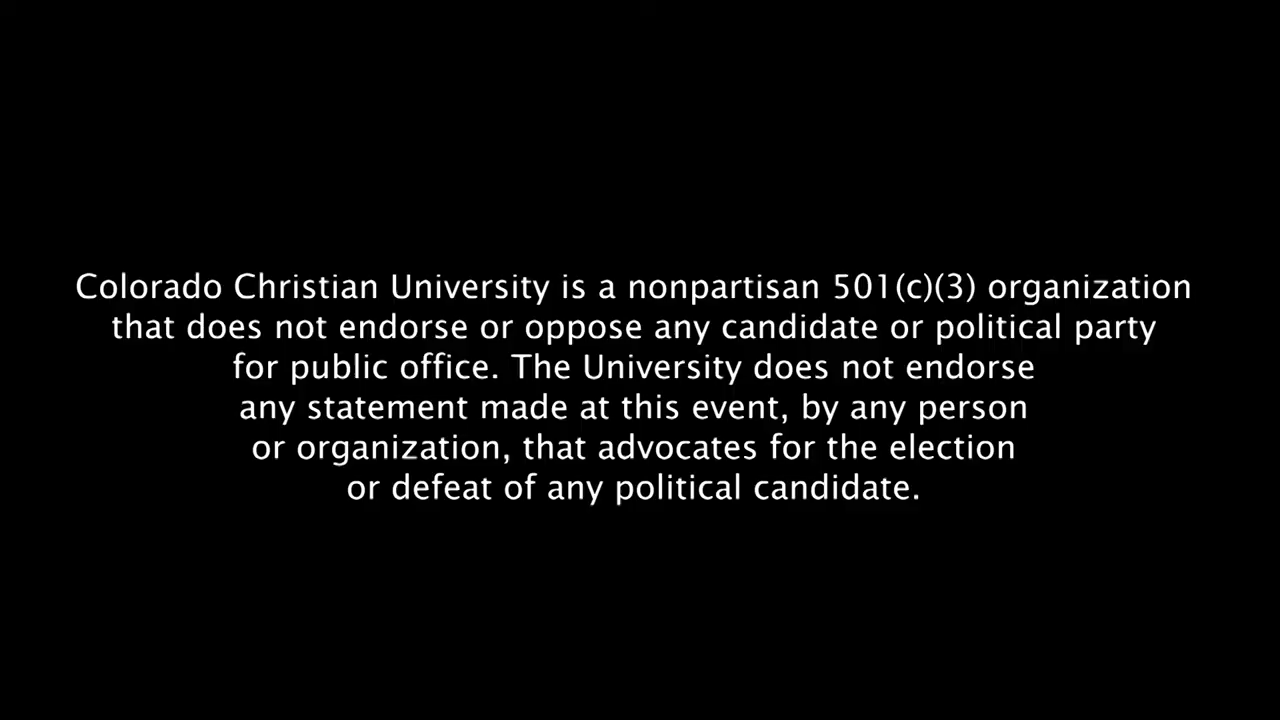 Colorado Christian University is a nonpartisan 501(c)(3) organization
that does not endorse or oppose any candidate or political party
for public office. The University does not endorse
any statement made at this event, by any person
or organization, that advocates for the election
or defeat of any political candidate.